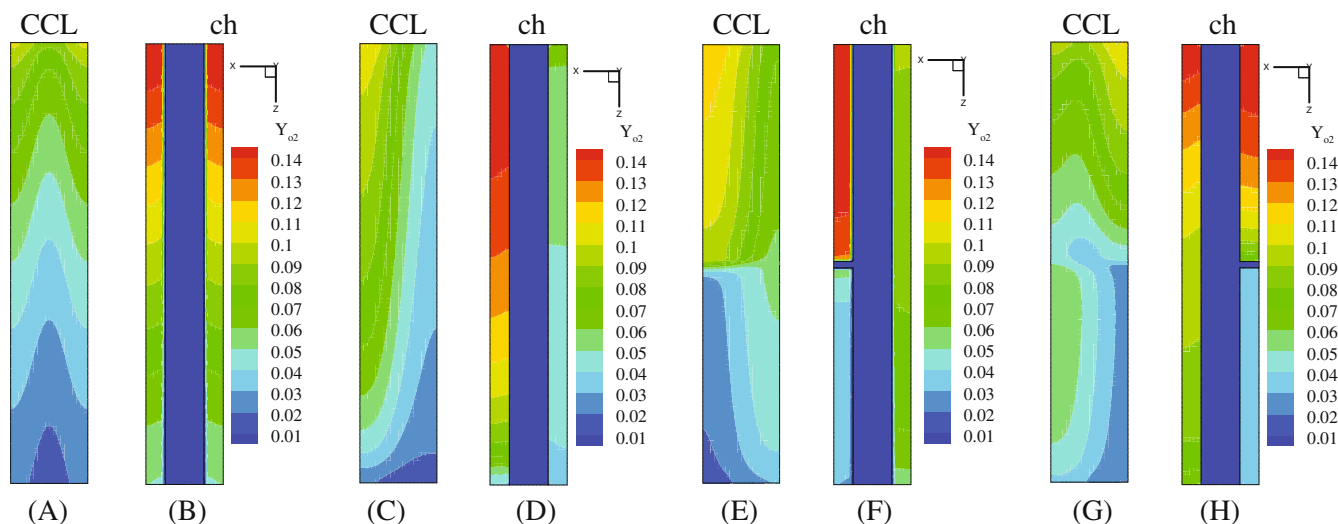 CCL ch CCL ch CCL ch CCL ch
x Y x Y x Y x Y
z z z z
Y₀₂ Y₀₂ Y₀₂ Y₀₂
0.14 0.14 0.14 0.14
0.13 0.13 0.13 0.13
0.12 0.12 0.12 0.12
0.11 0.11 0.11 0.11
0.1 0.1 0.1 0.1
0.09 0.09 0.09 0.09
0.08 0.08 0.08 0.08
0.07 0.07 0.07 0.07
0.06 0.06 0.06 0.06
0.05 0.05 0.05 0.05
0.04 0.04 0.04 0.04
0.03 0.03 0.03 0.03
0.02 0.02 0.02 0.02
0.01 0.01 0.01 0.01
(A) (B) (C) (D) (E) (F) (G) (H)